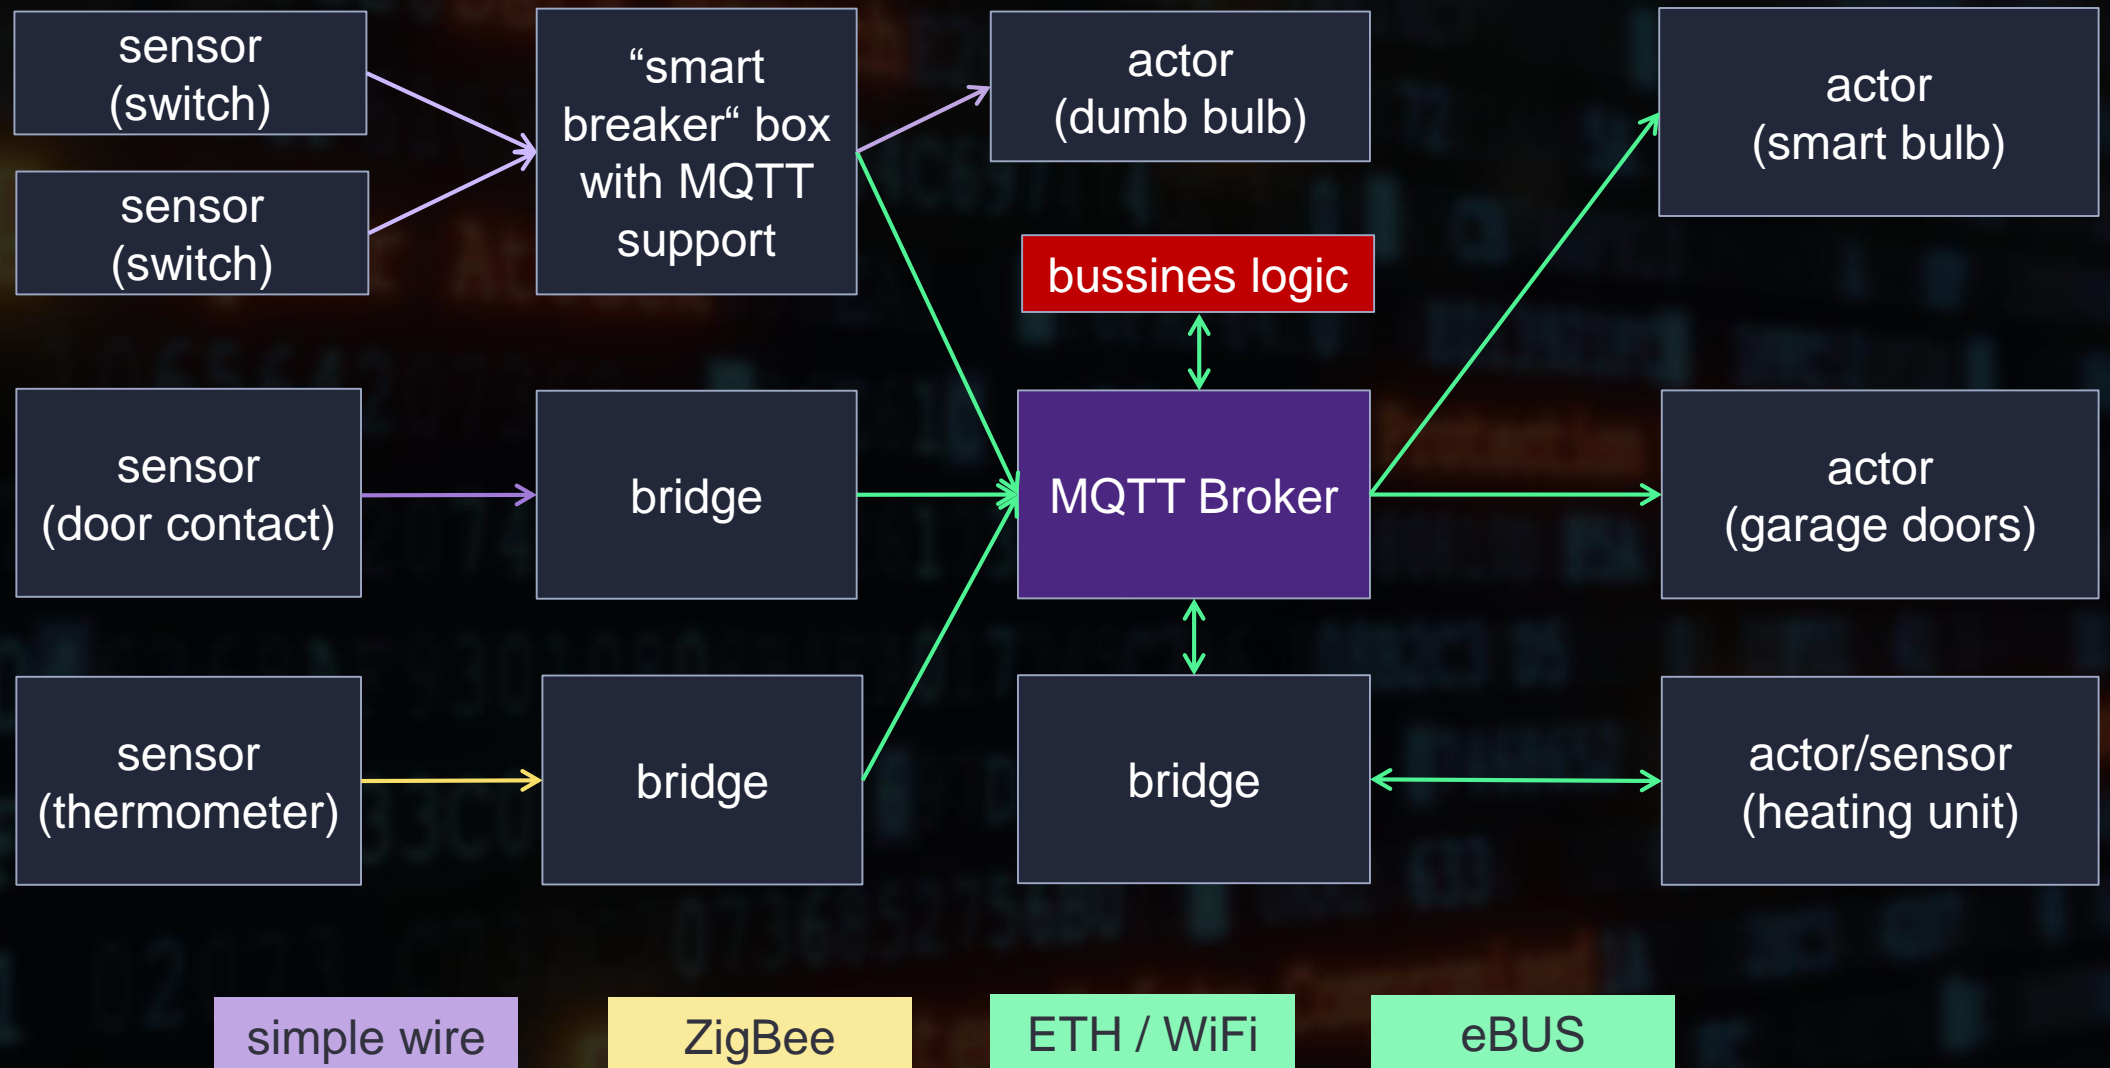 sensor
(switch)
“smart
breaker“ box
with MQTT
support
actor
(dumb bulb)
actor
(smart bulb)
sensor
(switch)
bussines logic
sensor
(door contact)
bridge
MQTT Broker
actor
(garage doors)
sensor
(thermometer)
bridge
bridge
actor/sensor
(heating unit)
simple wire
ZigBee
ETH / WiFi
eBUS